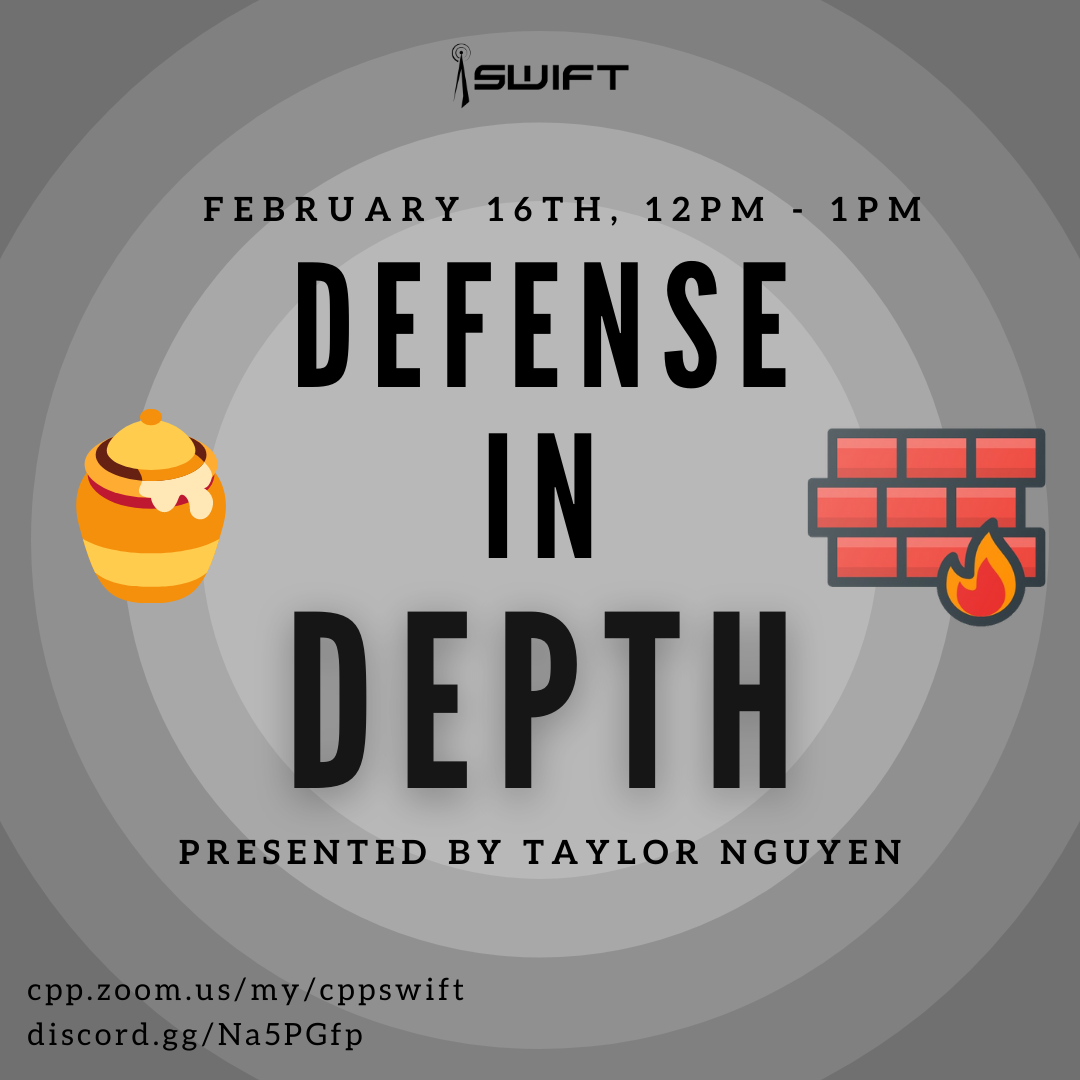 SWIFT
FEBRUARY 16TH, 12PM - 1PM
DEFENSE
IN
DEPTH
PRESENTED BY TAYLOR NGUYEN
cpp.zoom.us/my/cppswift
discord.gg/Na5PGfp